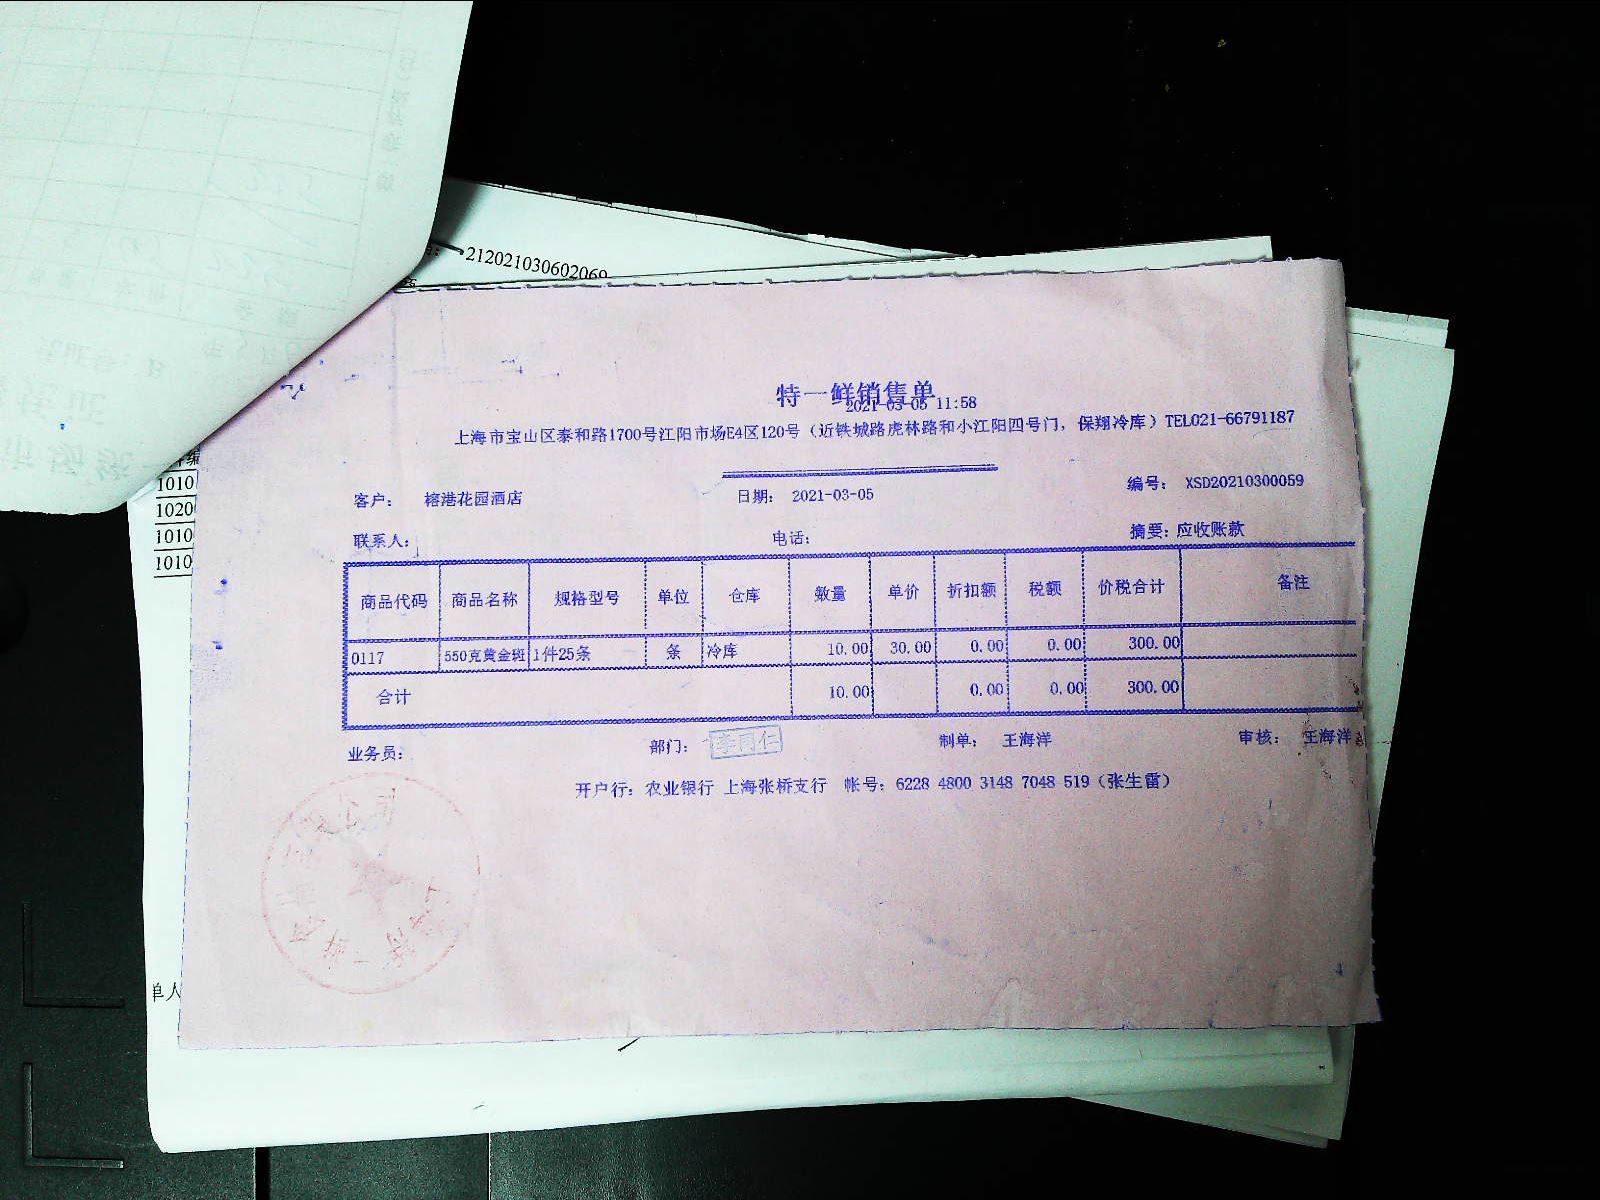 212021030602069
特一鲜销售单
2021-03-05 11:58
上海市宝山区泰和路1700号江阳市场E4区120号（近铁城路虎林路和小江阳四号门，保翔冷库）TEL021-66791187
客户： 榕港花园酒店 日期： 2021-03-05 编号： XSD20210300059
联系人： 电话： 摘要：应收账款
商品代码 商品名称 规格型号 单位 仓库 数量 单价 折扣额 税额 价税合计 备注
0117 550克黄金斑 1件25条 条 冷库 10.00 30.00 0.00 0.00 300.00
合计 10.00 0.00 0.00 300.00
业务员： 部门： 李同仁 制单： 王海洋 审核： 王海洋
开户行：农业银行 上海张桥支行 帐号：6228 4800 3148 7048 519（张生雷）
1010
1020
1010
1010
单人